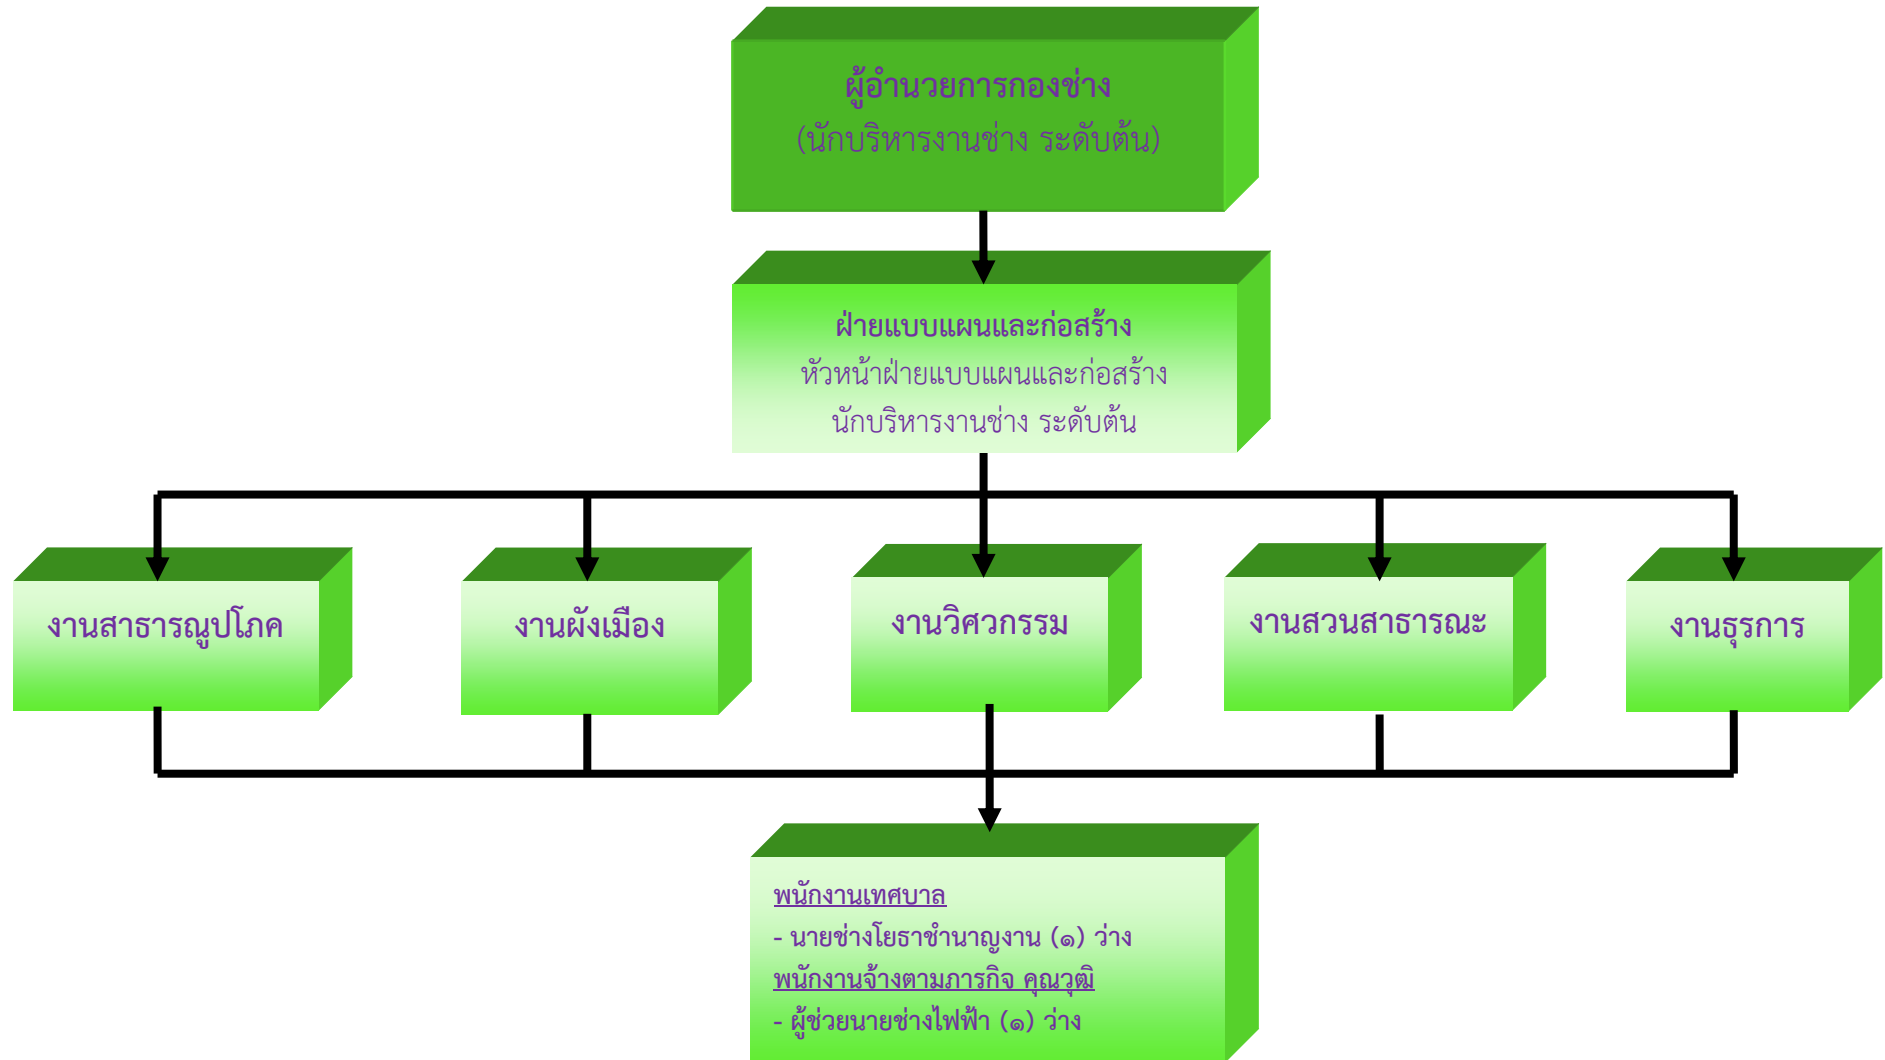 ผู้อำนวยการกองช่าง
(นักบริหารงานช่าง ระดับต้น)
ฝ่ายแบบแผนและก่อสร้าง
หัวหน้าฝ่ายแบบแผนและก่อสร้าง
นักบริหารงานช่าง ระดับต้น
งานสาธารณูปโภค
งานผังเมือง
งานวิศวกรรม
งานสวนสาธารณะ
งานธุรการ
พนักงานเทศบาล
- นายช่างโยธาชำนาญงาน (๑) ว่าง
พนักงานจ้างตามภารกิจ คุณวุฒิ
- ผู้ช่วยนายช่างไฟฟ้า (๑) ว่าง